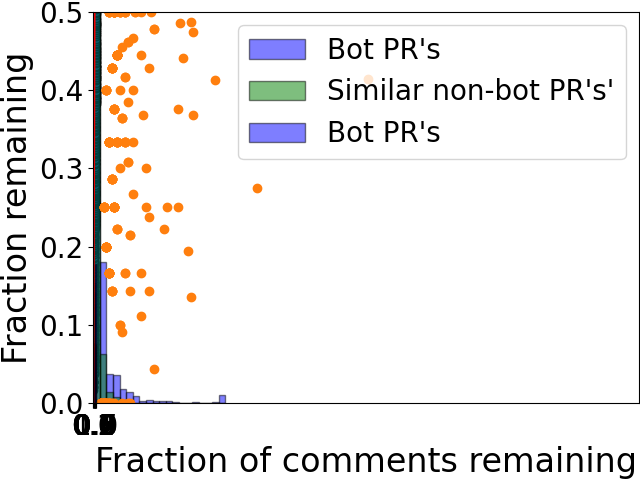 0.5
Bot PR's
Similar non-bot PR's'
Bot PR's
0.4
0.3
0.2
0.1
0.0
Fraction remaining
Fraction of comments remaining